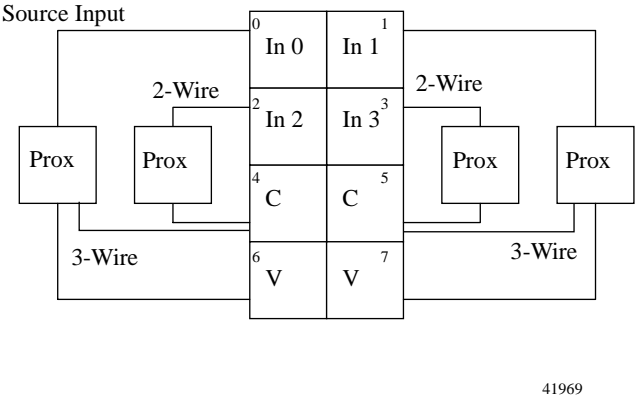 Source Input
0
In 0
1
In 1
2-Wire
2
In 2
3
In 3
2-Wire
Prox
Prox
Prox
Prox
4
C
5
C
3-Wire
3-Wire
6
V
7
V
41969